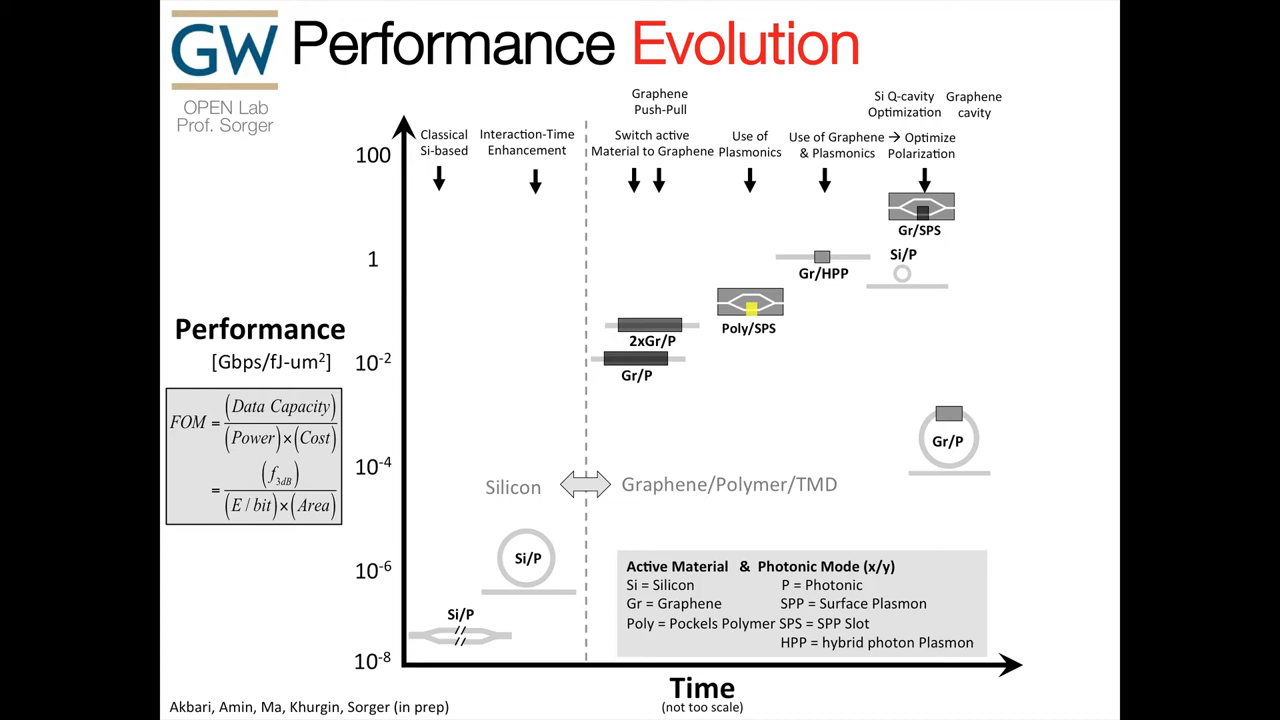 GW
OPEN Lab
Prof. Sorger
Performance Evolution
Graphene
Push-Pull
Si Q-cavity
Optimization
Graphene
cavity
Classical
Si-based
Interaction-Time
Enhancement
Switch active
Material to Graphene
Use of
Plasmonics
Use of Graphene
& Plasmonics
→ Optimize
Polarization
100
1
10-2
10-4
10-6
10-8
Performance
[Gbps/fJ-um2]
FOM = (Data Capacity) / (Power)×(Cost)
= (f3dB) / (E / bit)×(Area)
Gr/SPS
Si/P
Gr/HPP
Poly/SPS
2xGr/P
Gr/P
Gr/P
Silicon
Graphene/Polymer/TMD
Si/P
Si/P
Active Material & Photonic Mode (x/y)
Si = Silicon P = Photonic
Gr = Graphene SPP = Surface Plasmon
Poly = Pockels Polymer SPS = SPP Slot
HPP = hybrid photon Plasmon
Time
(not too scale)
Akbari, Amin, Ma, Khurgin, Sorger (in prep)